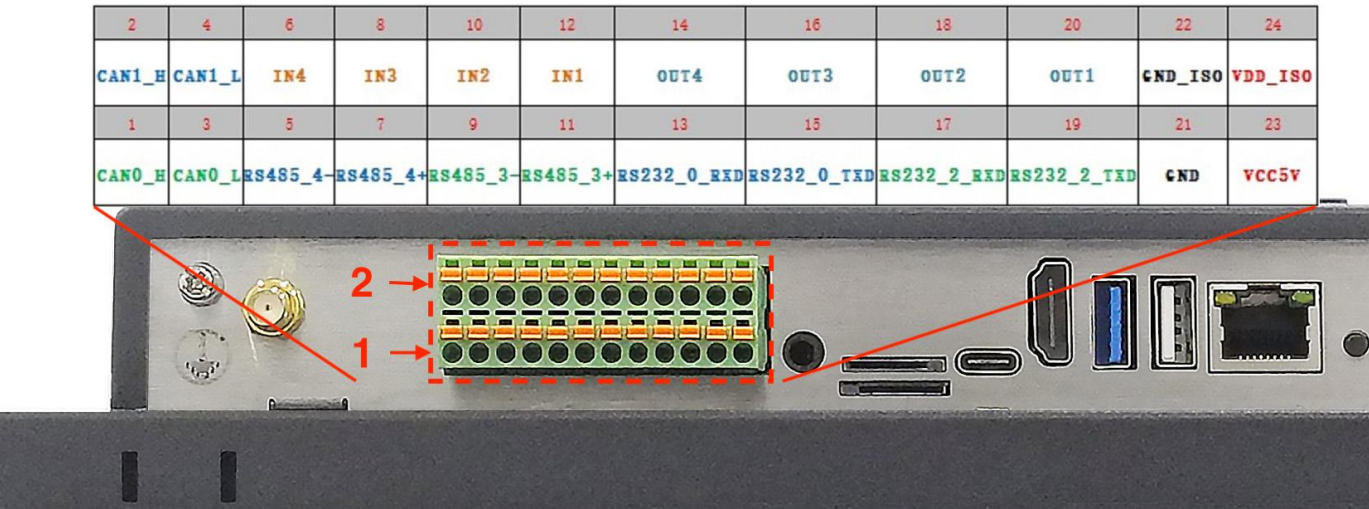 2 4 6 8 10 12 14 16 18 20 22 24
CAN1_H CAN1_L IN4 IN3 IN2 IN1 OUT4 OUT3 OUT2 OUT1 GND_ISO VDD_ISO
1 3 5 7 9 11 13 15 17 19 21 23
CAN0_H CAN0_L RS485_4- RS485_4+ RS485_3- RS485_3+ RS232_0_RXD RS232_0_TXD RS232_2_RXD RS232_2_TXD GND VCC5V
2
1